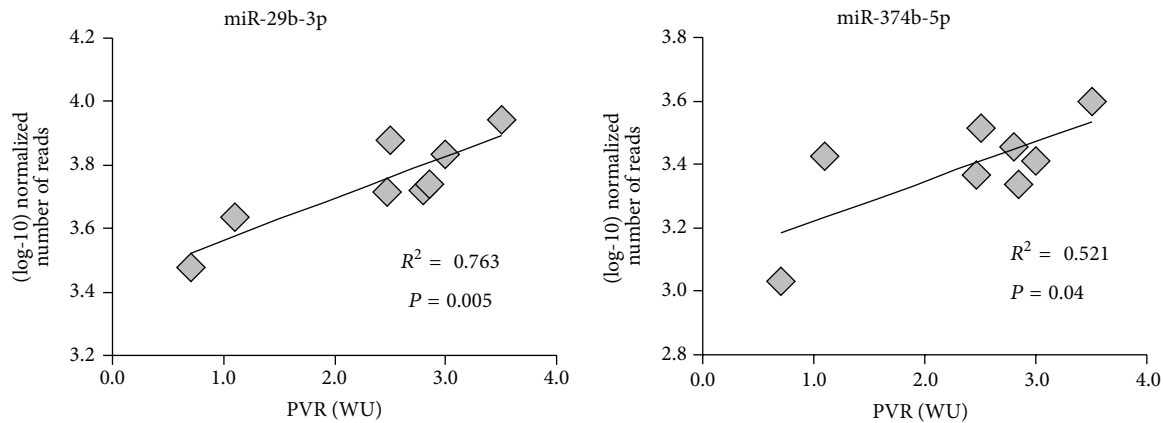 miR-29b-3p
(log-10) normalized
number of reads
4.2
4.0
3.8
3.6
3.4
3.2
R² = 0.763
P = 0.005
0.0 1.0 2.0 3.0 4.0
PVR (WU)
miR-374b-5p
(log-10) normalized
number of reads
3.8
3.6
3.4
3.2
3.0
2.8
R² = 0.521
P = 0.04
0.0 1.0 2.0 3.0 4.0
PVR (WU)